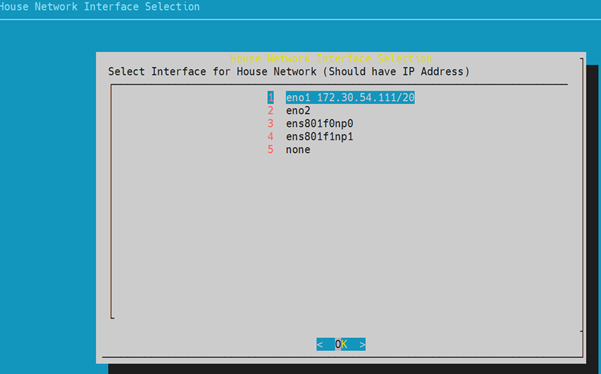 House Network Interface Selection
House Network Interface Selection
Select Interface for House Network (Should have IP Address)
1 eno1 172.30.54.111/20
2 eno2
3 ens801f0np0
4 ens801f1np1
5 none
< OK >